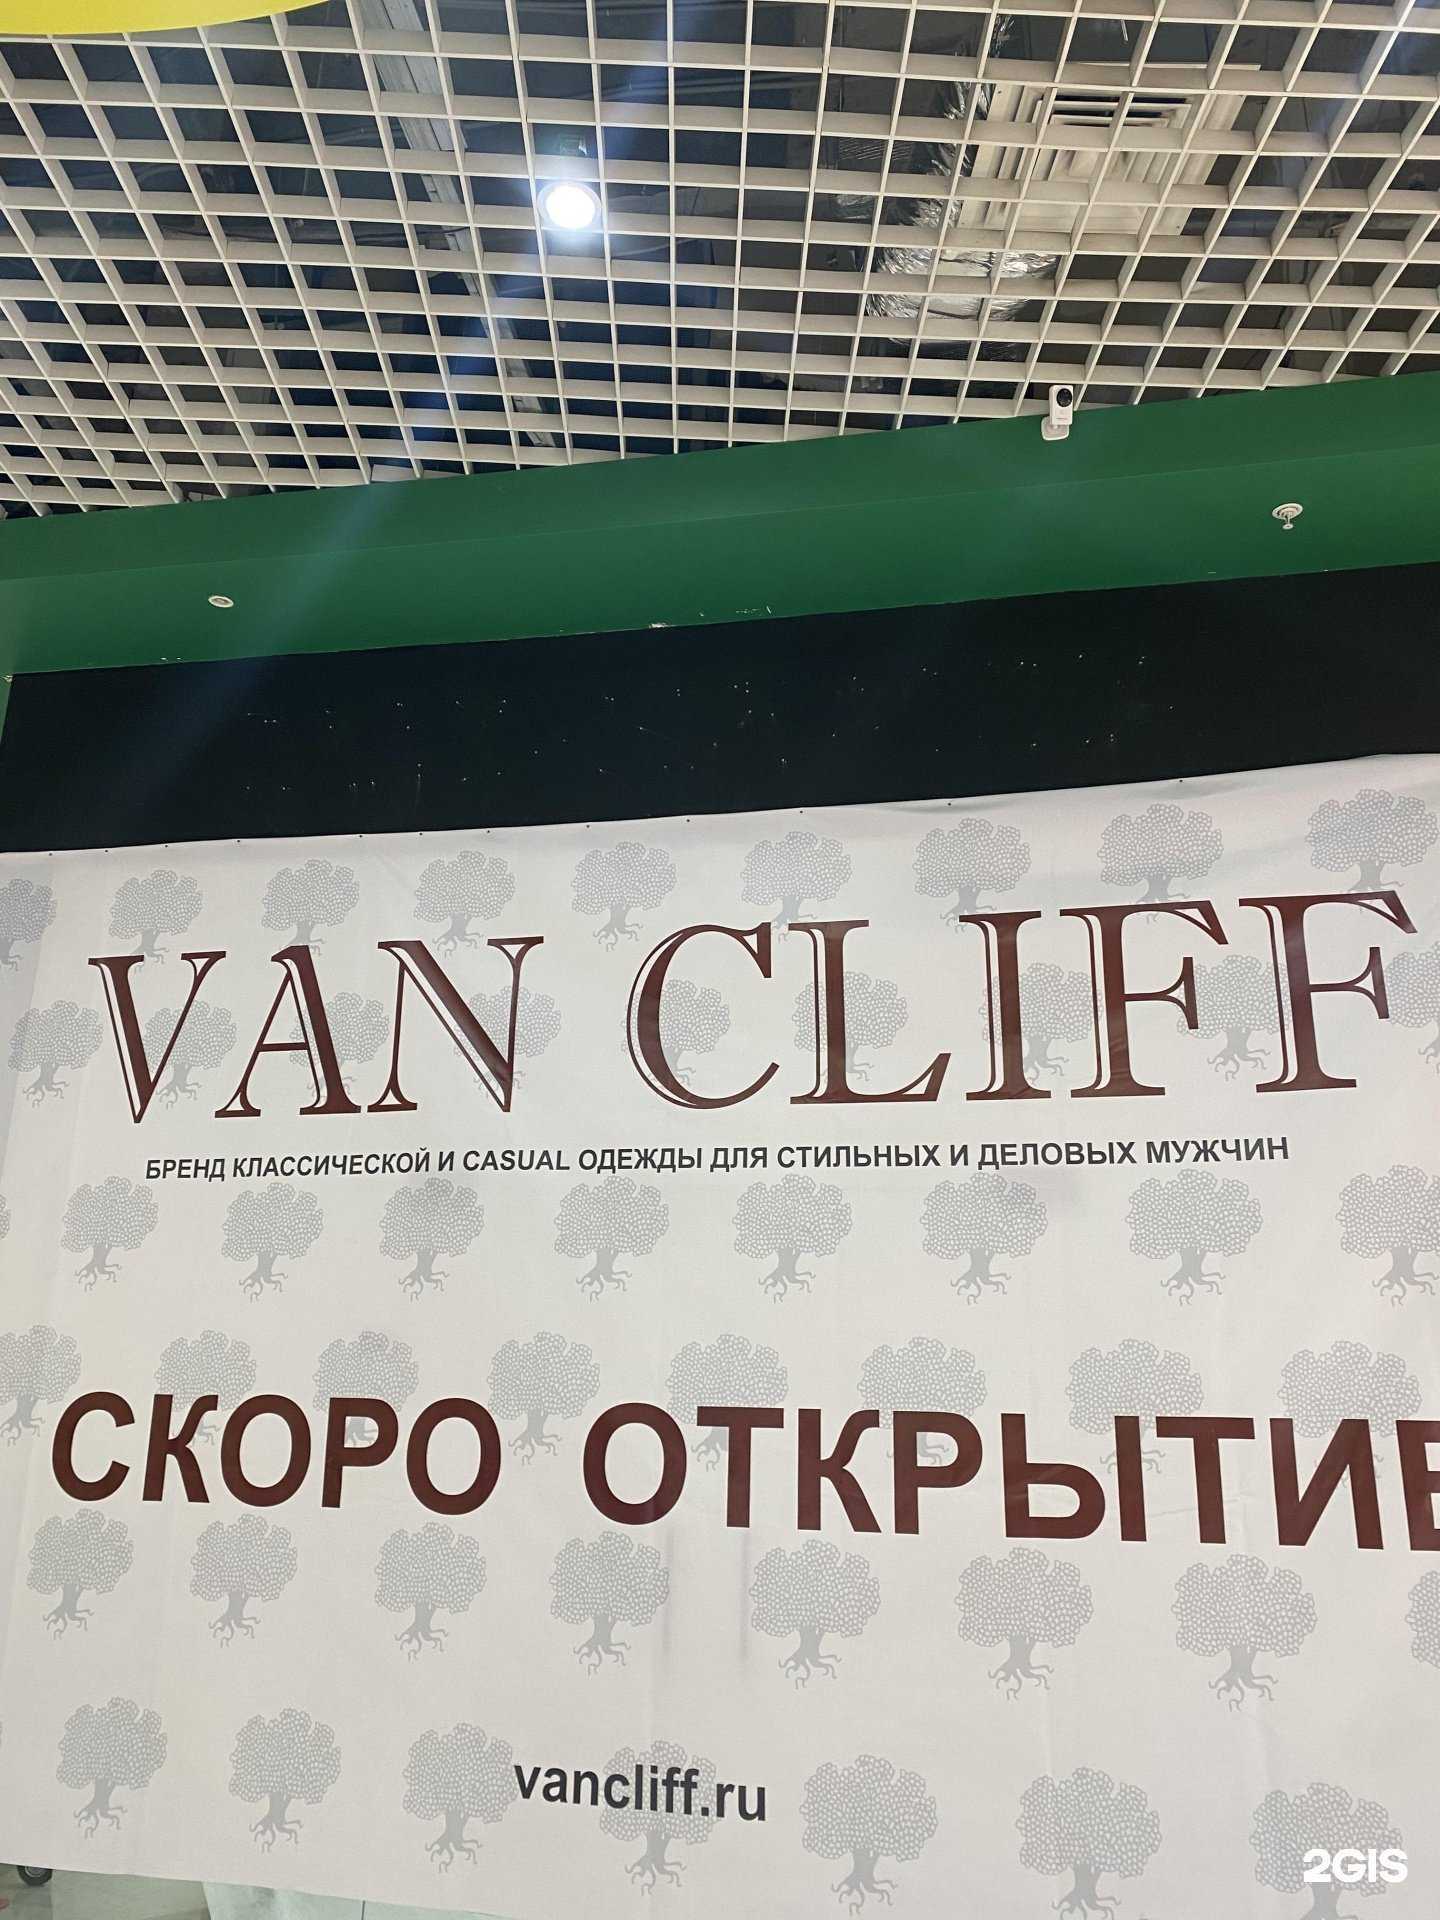 VAN CLIFF
БРЕНД КЛАССИЧЕСКОЙ И CASUAL ОДЕЖДЫ ДЛЯ СТИЛЬНЫХ И ДЕЛОВЫХ МУЖЧИН
СКОРО ОТКРЫТИЕ
vancliff.ru
2GIS